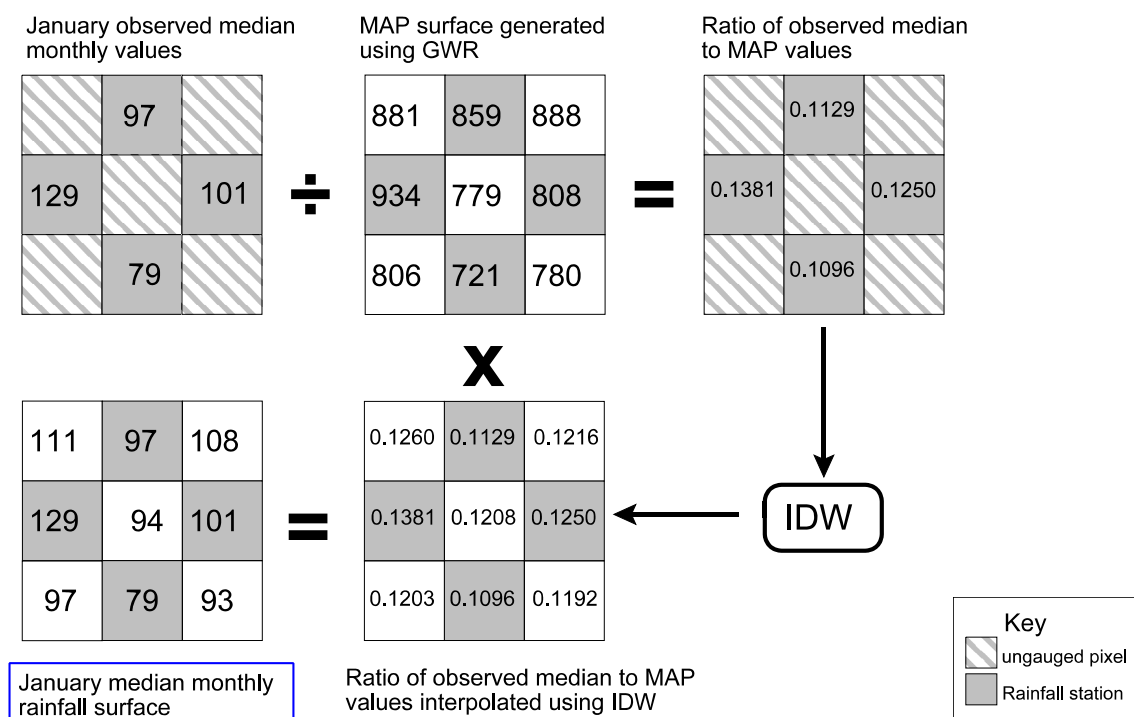 January observed median
monthly values
MAP surface generated
using GWR
Ratio of observed median
to MAP values
97
129
101
79
÷
881 859 888
934 779 808
806 721 780
=
0.1129
0.1381
0.1250
0.1096
x
111 97 108
129 94 101
97 79 93
=
0.1260 0.1129 0.1216
0.1381 0.1208 0.1250
0.1203 0.1096 0.1192
IDW
January median monthly
rainfall surface
Ratio of observed median to MAP
values interpolated using IDW
Key
ungauged pixel
Rainfall station